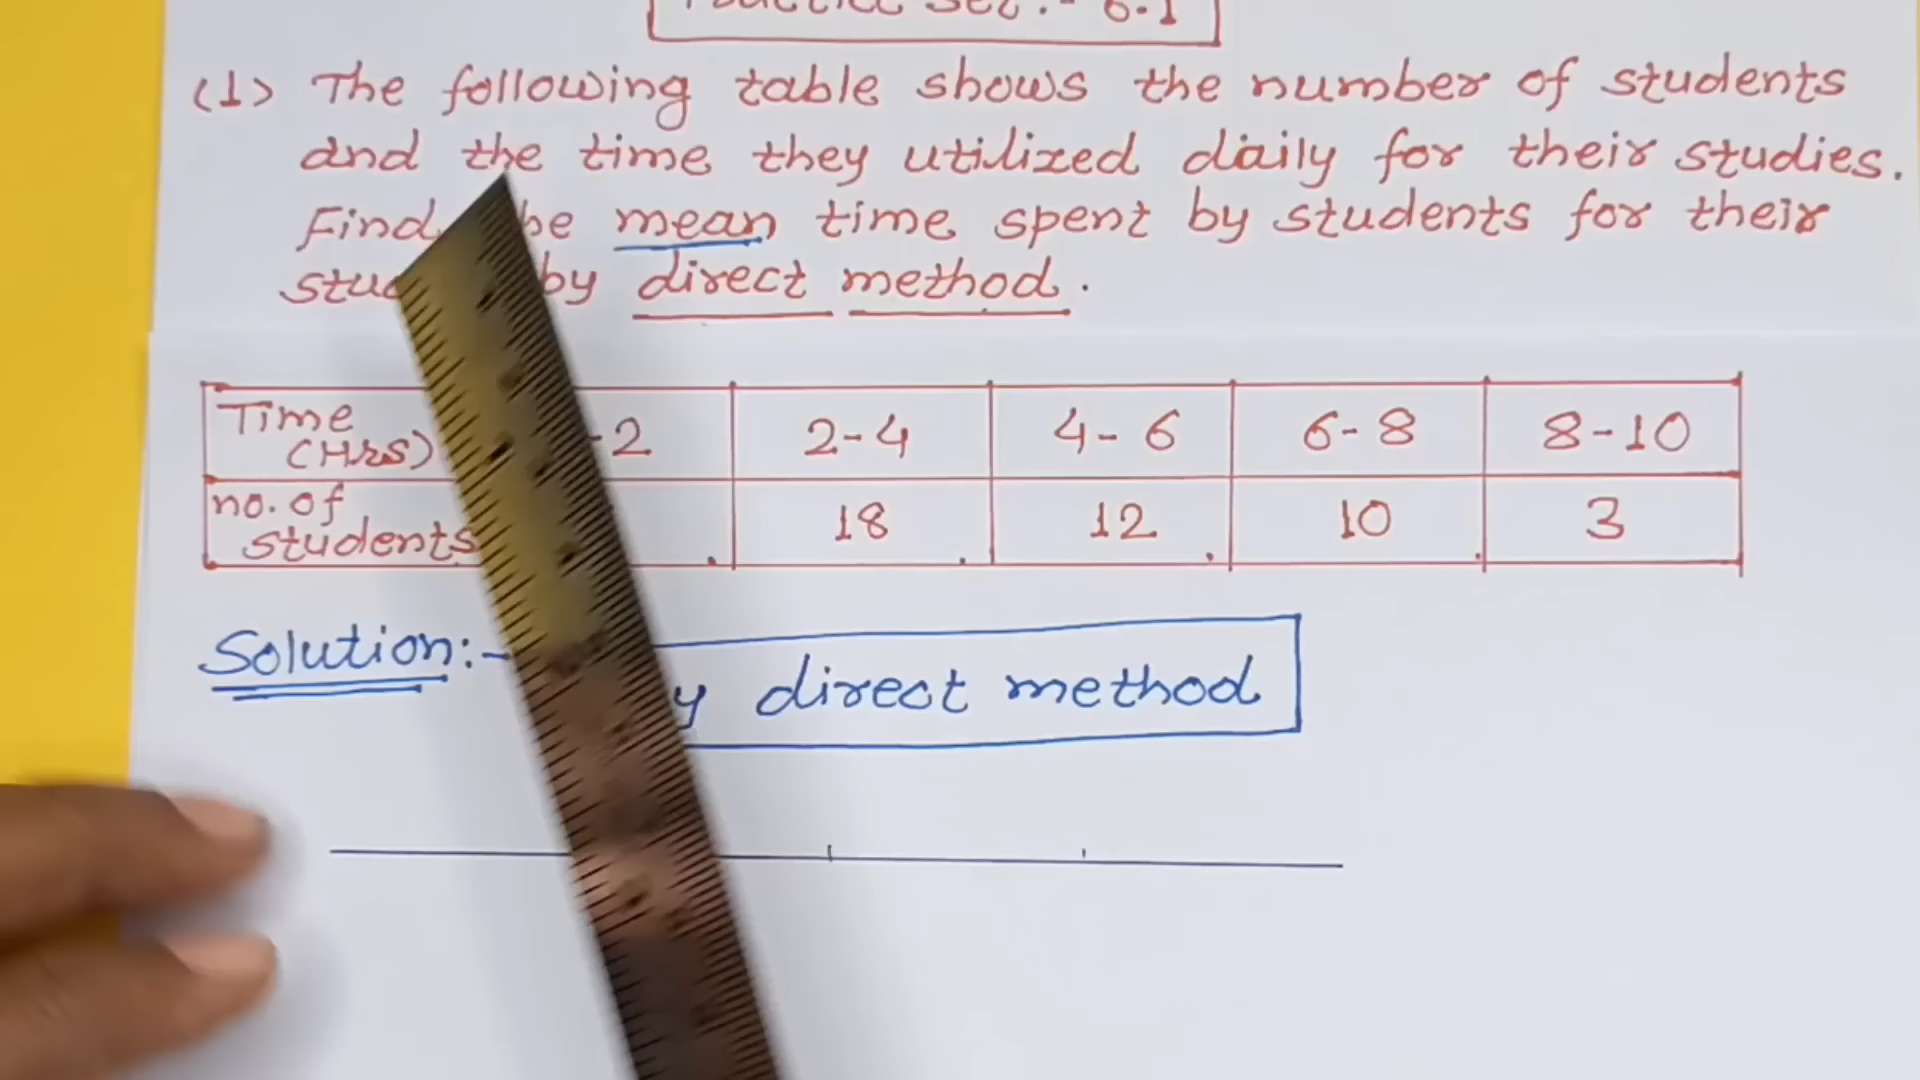 6.1
(1) The following table shows the number of students
and the time they utilized daily for their studies.
Find mean time spent by students for their
by direct method.
Time (Hrs) -2 2-4 4-6 6-8 8-10
no. of students 18 12 10 3
Solution:- direct method